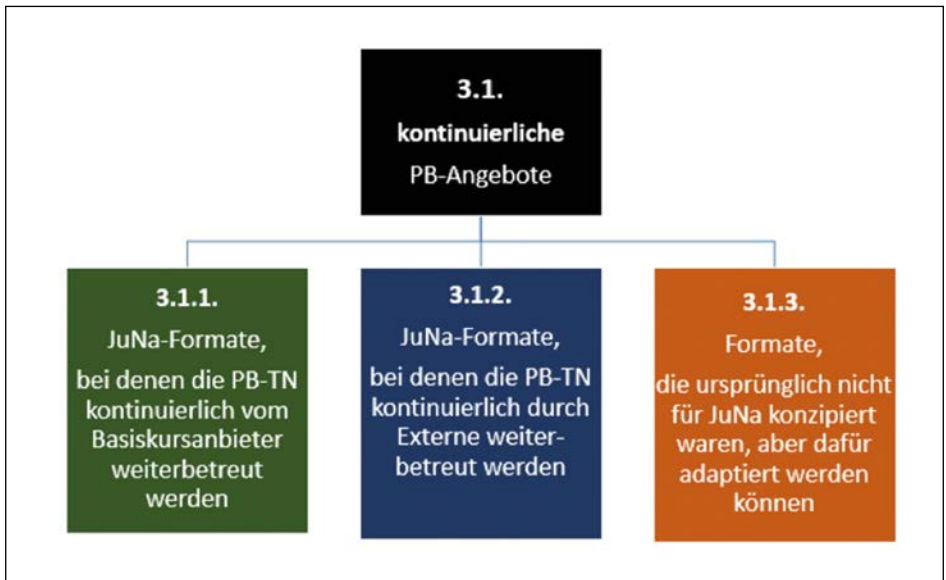 3.1.
kontinuierliche
PB-Angebote
3.1.1.
JuNa-Formate,
bei denen die PB-TN
kontinuierlich vom
Basiskursanbieter
weiterbetreut
werden
3.1.2.
JuNa-Formate,
bei denen die PB-TN
kontinuierlich durch
Externe weiter-
betreut werden
3.1.3.
Formate,
die ursprünglich nicht
für JuNa konzipiert
waren, aber dafür
adaptiert werden
können